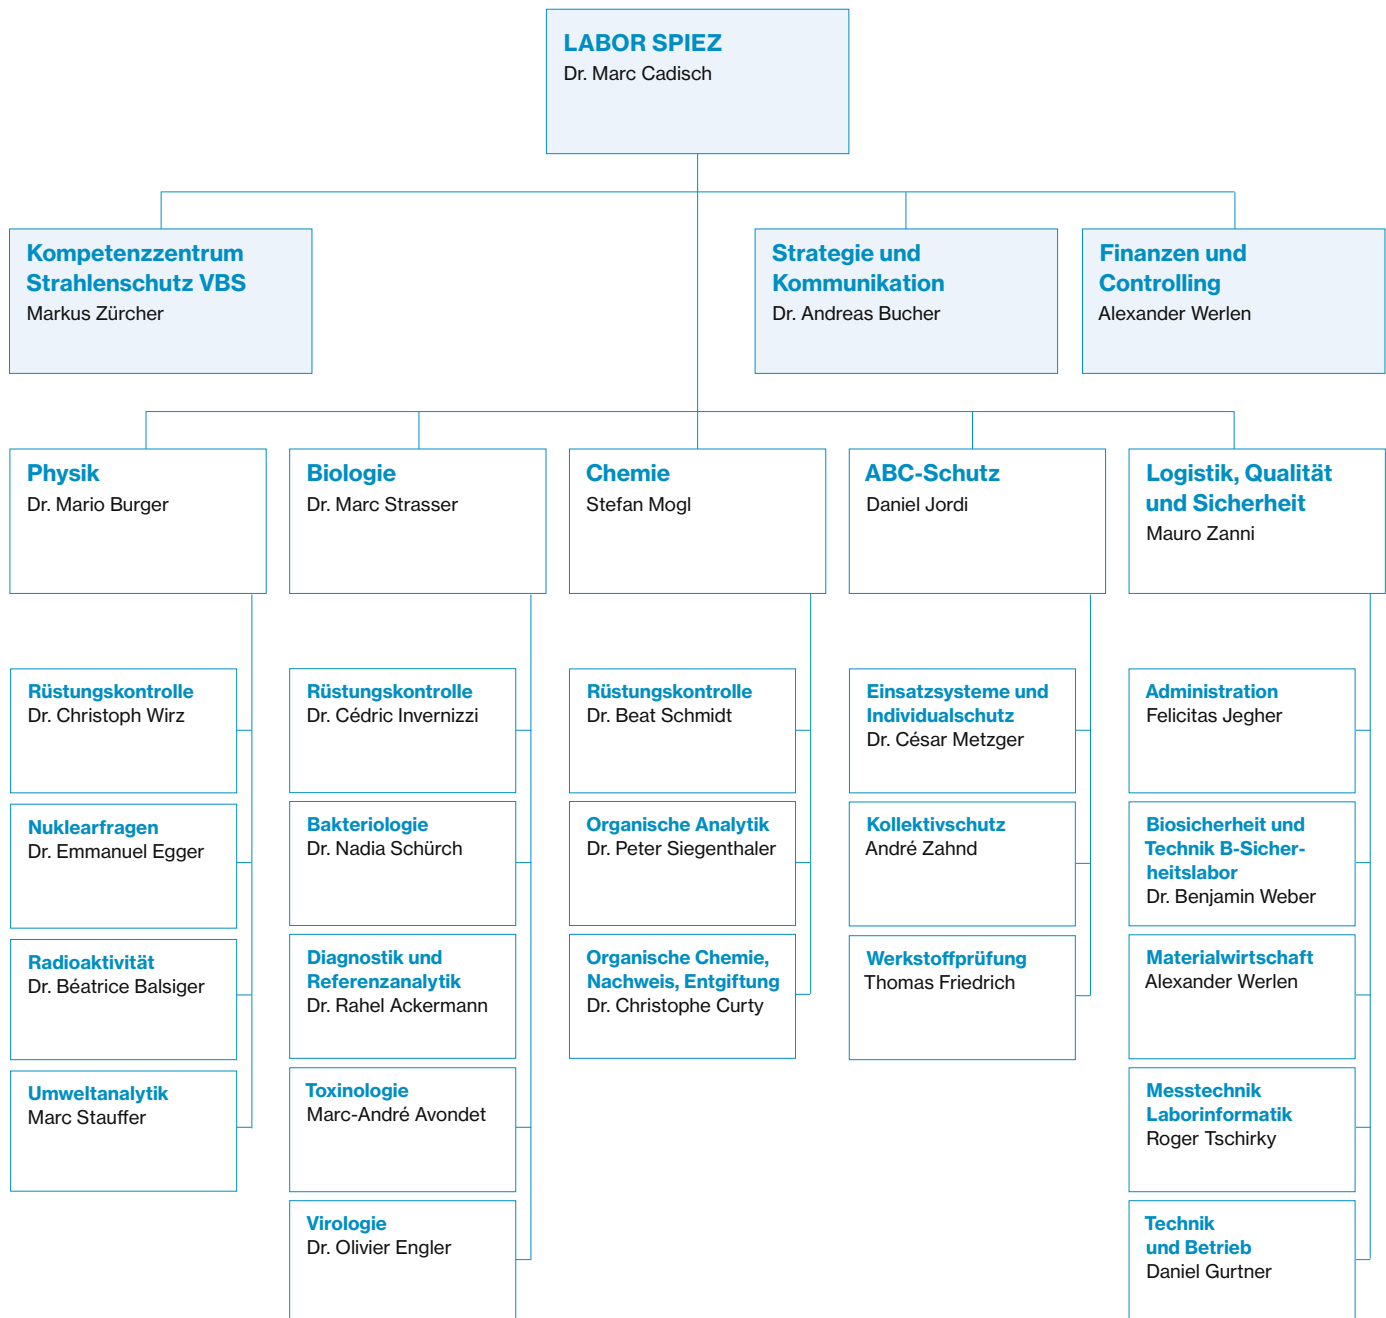 LABOR SPIEZ
Dr. Marc Cadisch
Kompetenzzentrum
Strahlenschutz VBS
Markus Zürcher
Strategie und
Kommunikation
Dr. Andreas Bucher
Finanzen und
Controlling
Alexander Werlen
Physik
Dr. Mario Burger
Biologie
Dr. Marc Strasser
Chemie
Stefan Mogl
ABC-Schutz
Daniel Jordi
Logistik, Qualität
und Sicherheit
Mauro Zanni
Rüstungskontrolle
Dr. Christoph Wirz
Nuklearfragen
Dr. Emmanuel Egger
Radioaktivität
Dr. Béatrice Balsiger
Umweltanalytik
Marc Stauffer
Rüstungskontrolle
Dr. Cédric Invernizzi
Bakteriologie
Dr. Nadia Schürch
Diagnostik und
Referenzanalytik
Dr. Rahel Ackermann
Toxinologie
Marc-André Avondet
Virologie
Dr. Olivier Engler
Rüstungskontrolle
Dr. Beat Schmidt
Organische Analytik
Dr. Peter Siegenthaler
Organische Chemie,
Nachweis, Entgiftung
Dr. Christophe Curty
Einsatzsysteme und
Individualschutz
Dr. César Metzger
Kollektivschutz
André Zahnd
Werkstoffprüfung
Thomas Friedrich
Administration
Felicitas Jegher
Biosicherheit und
Technik B-Sicher-
heitslabor
Dr. Benjamin Weber
Materialwirtschaft
Alexander Werlen
Messtechnik
Laborinformatik
Roger Tschirky
Technik
und Betrieb
Daniel Gurtner